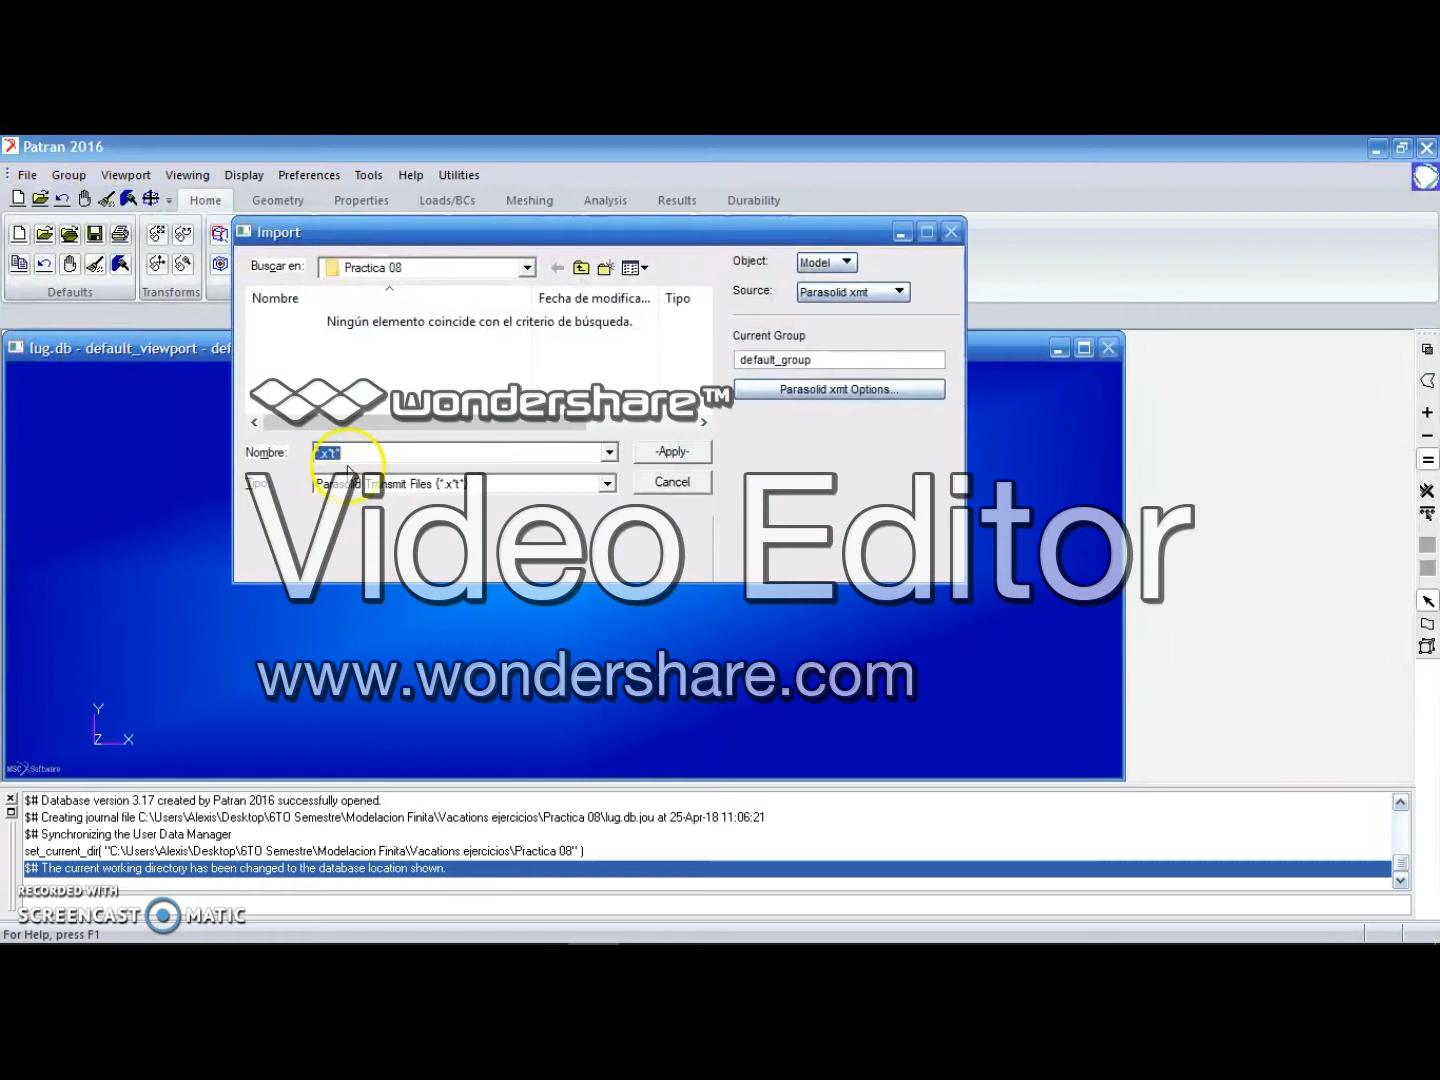 Patran 2016
File Group Viewport Viewing Display Preferences Tools Help Utilities
Home Geometry Properties Loads/BCs Meshing Analysis Results Durability
Defaults Transforms
Import
Buscar en: Practica 08
Object: Model
Source: Parasolid xmt
Nombre Fecha de modifica... Tipo
Ningún elemento coincide con el criterio de búsqueda.
Current Group
default_group
Parasolid xmt Options...
lug.db - default_viewport - def
wondershare™
Nombre: *.x*t* -Apply-
Tipo: Parasolid Transmit Files (*.x*t*) Cancel
Video Editor
www.wondershare.com
Y
Z X
MSC Software
$# Database version 3.17 created by Patran 2016 successfully opened.
$# Creating journal file C:\Users\Alexis\Desktop\6TO Semestre\Modelacion Finita\Vacations ejercicios\Practica 08\lug.db.jou at 25-Apr-18 11:06:21
$# Synchronizing the User Data Manager
set_current_dir( "C:\Users\Alexis\Desktop\6TO Semestre\Modelacion Finita\Vacations ejercicios\Practica 08" )
$# The current working directory has been changed to the database location shown.
RECORDED WITH
SCREENCAST MATIC
For Help, press F1